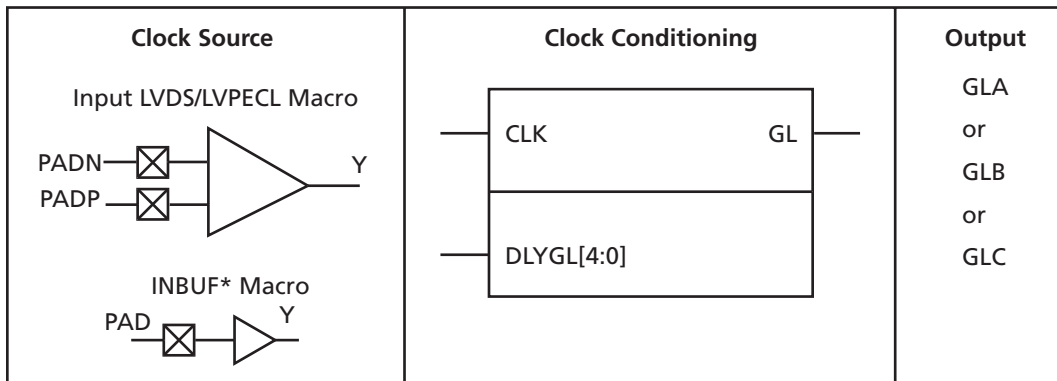 Clock Source
Input LVDS/LVPECL Macro
PADN
PADP
Y
INBUF* Macro
PAD
Y
Clock Conditioning
CLK
GL
DLYGL[4:0]
Output
GLA
or
GLB
or
GLC